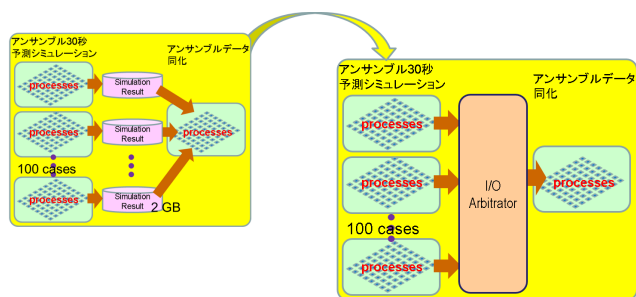 アンサンブル30秒
予測シミュレーション
アンサンブルデータ
同化
processes
Simulation
Result
processes
Simulation
Result
processes
100 cases
processes
Simulation
Result
2 GB
アンサンブル30秒
予測シミュレーション
アンサンブルデータ
同化
processes
processes
I/O
Arbitrator
processes
100 cases
processes